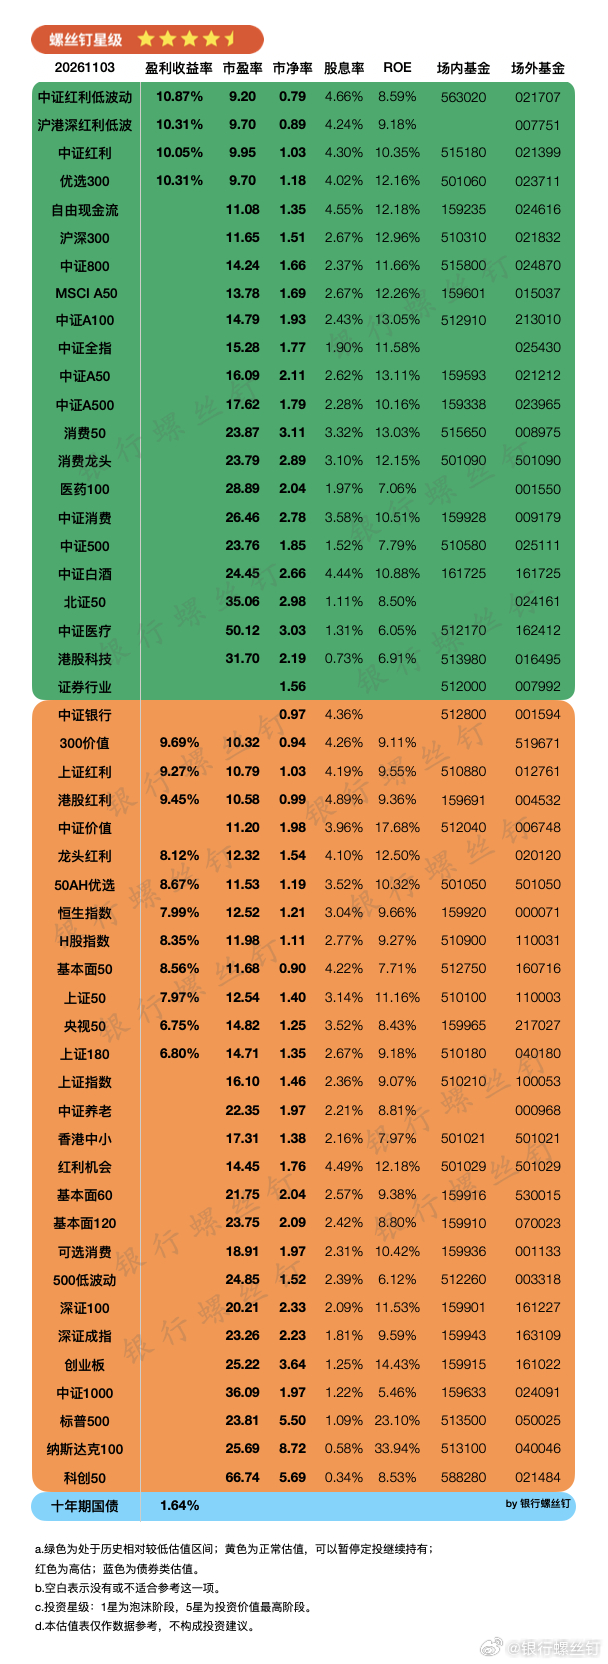 螺丝钉星级
20261103 盈利收益率 市盈率 市净率 股息率 ROE 场内基金 场外基金
中证红利低波动 10.87% 9.20 0.79 4.66% 8.59% 563020 021707
沪港深红利低波 10.31% 9.70 0.89 4.24% 9.18% 007751
中证红利 10.05% 9.95 1.03 4.30% 10.35% 515180 021399
优选300 10.31% 9.70 1.18 4.02% 12.16% 501060 023711
自由现金流 11.08 1.35 4.55% 12.18% 159235 024616
沪深300 11.65 1.51 2.67% 12.96% 510310 021832
中证800 14.24 1.66 2.37% 11.66% 515800 024870
MSCI A50 13.78 1.69 2.67% 12.26% 159601 015037
中证A100 14.79 1.93 2.43% 13.05% 512910 213010
中证全指 15.28 1.77 1.90% 11.58% 025430
中证A50 16.09 2.11 2.62% 13.11% 159593 021212
中证A500 17.62 1.79 2.28% 10.16% 159338 023965
消费50 23.87 3.11 3.32% 13.03% 515650 008975
消费龙头 23.79 2.89 3.10% 12.15% 501090 501090
医药100 28.89 2.04 1.97% 7.06% 001550
中证消费 26.46 2.78 3.58% 10.51% 159928 009179
中证500 23.76 1.85 1.52% 7.79% 510580 025111
中证白酒 24.45 2.66 4.44% 10.88% 161725 161725
北证50 35.06 2.98 1.11% 8.50% 024161
中证医疗 50.12 3.03 1.31% 6.05% 512170 162412
港股科技 31.70 2.19 0.73% 6.91% 513980 016495
证券行业 1.56 512000 007992
中证银行 0.97 4.36% 512800 001594
300价值 9.69% 10.32 0.94 4.26% 9.11% 519671
上证红利 9.27% 10.79 1.03 4.19% 9.55% 510880 012761
港股红利 9.45% 10.58 0.99 4.89% 9.36% 159691 004532
中证价值 11.20 1.98 3.96% 17.68% 512040 006748
龙头红利 8.12% 12.32 1.54 4.10% 12.50% 020120
50AH优选 8.67% 11.53 1.19 3.52% 10.32% 501050 501050
恒生指数 7.99% 12.52 1.21 3.04% 9.66% 159920 000071
H股指数 8.35% 11.98 1.11 2.77% 9.27% 510900 110031
基本面50 8.56% 11.68 0.90 4.22% 7.71% 512750 160716
上证50 7.97% 12.54 1.40 3.14% 11.16% 510100 110003
央视50 6.75% 14.82 1.25 3.52% 8.43% 159965 217027
上证180 6.80% 14.71 1.35 2.67% 9.18% 510180 040180
上证指数 16.10 1.46 2.36% 9.07% 510210 100053
中证养老 22.35 1.97 2.21% 8.81% 000968
香港中小 17.31 1.38 2.16% 7.97% 501021 501021
红利机会 14.45 1.76 4.49% 12.18% 501029 501029
基本面60 21.75 2.04 2.57% 9.38% 159916 530015
基本面120 23.75 2.09 2.42% 8.80% 159910 070023
可选消费 18.91 1.97 2.31% 10.42% 159936 001133
500低波动 24.85 1.52 2.39% 6.12% 512260 003318
深证100 20.21 2.33 2.09% 11.53% 159901 161227
深证成指 23.26 2.23 1.81% 9.59% 159943 163109
创业板 25.22 3.64 1.25% 14.43% 159915 161022
中证1000 36.09 1.97 1.22% 5.46% 159633 024091
标普500 23.81 5.50 1.09% 23.10% 513500 050025
纳斯达克100 25.69 8.72 0.58% 33.94% 513100 040046
科创50 66.74 5.69 0.34% 8.53% 588280 021484
十年期国债 1.64% by 银行螺丝钉
a.绿色为处于历史相对较低估值区间；黄色为正常估值，可以暂停定投继续持有；
红色为高估；蓝色为债券类估值。
b.空白表示没有或不适合参考这一项。
c.投资星级：1星为泡沫阶段，5星为投资价值最高阶段。
d.本估值表仅作数据参考，不构成投资建议。
@银行螺丝钉